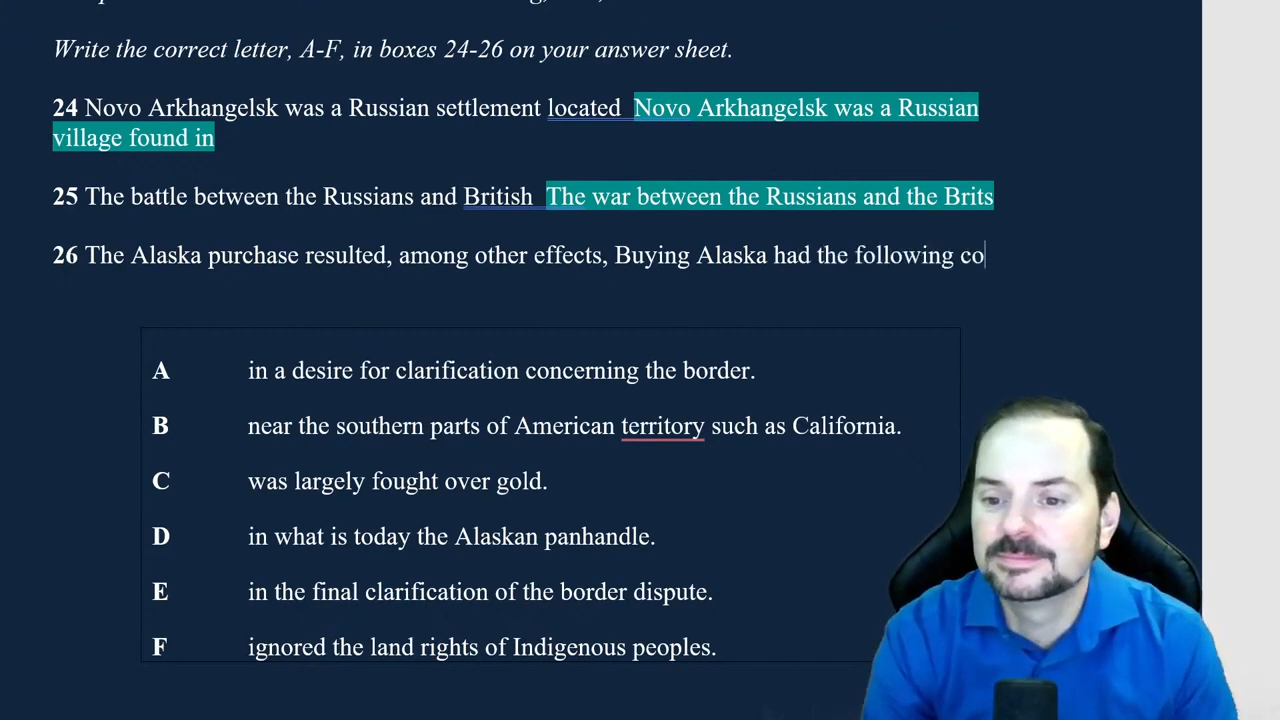 Write the correct letter, A-F, in boxes 24-26 on your answer sheet.
24 Novo Arkhangelsk was a Russian settlement located Novo Arkhangelsk was a Russian
village found in
25 The battle between the Russians and British The war between the Russians and the Brits
26 The Alaska purchase resulted, among other effects, Buying Alaska had the following co
A in a desire for clarification concerning the border.
B near the southern parts of American territory such as California.
C was largely fought over gold.
D in what is today the Alaskan panhandle.
E in the final clarification of the border dispute.
F ignored the land rights of Indigenous peoples.